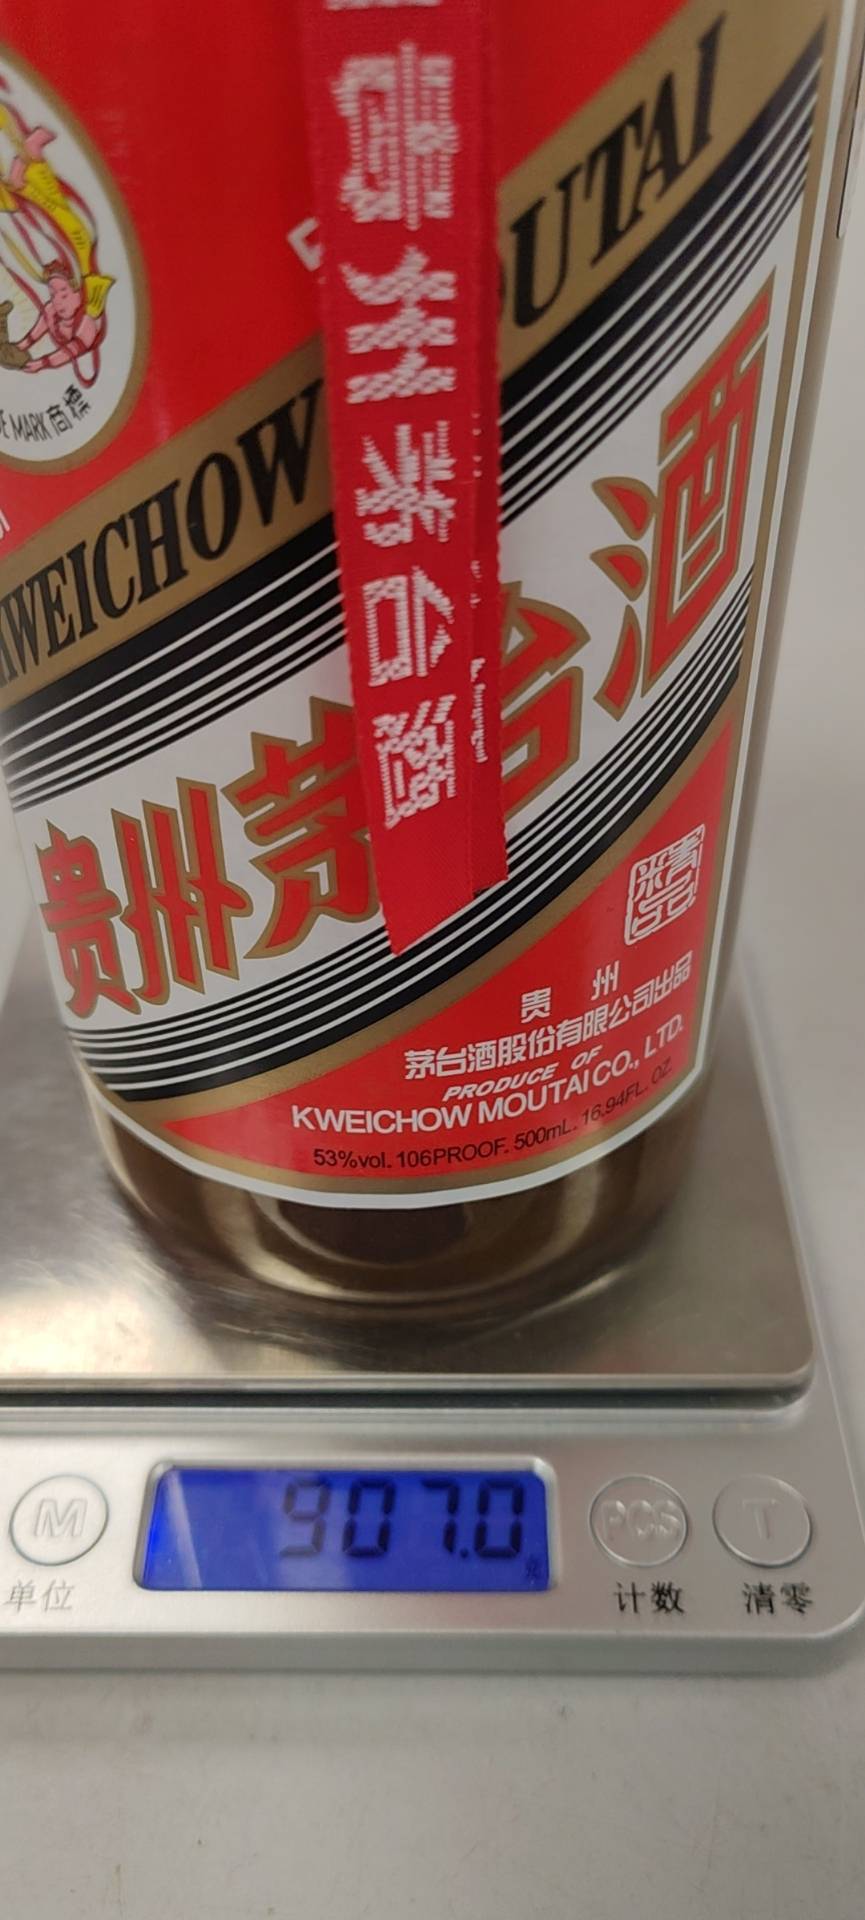 贵州茅台酒
MARK 商標
KWEICHOW
OUTAI
贵州茅台酒
贵州
茅台酒股份有限公司出品
PRODUCE OF
KWEICHOW MOUTAI CO., LTD.
53%vol. 106PROOF. 500mL. 16.94FL. OZ.
907.0
M
PCS
T
单位
计数
清零